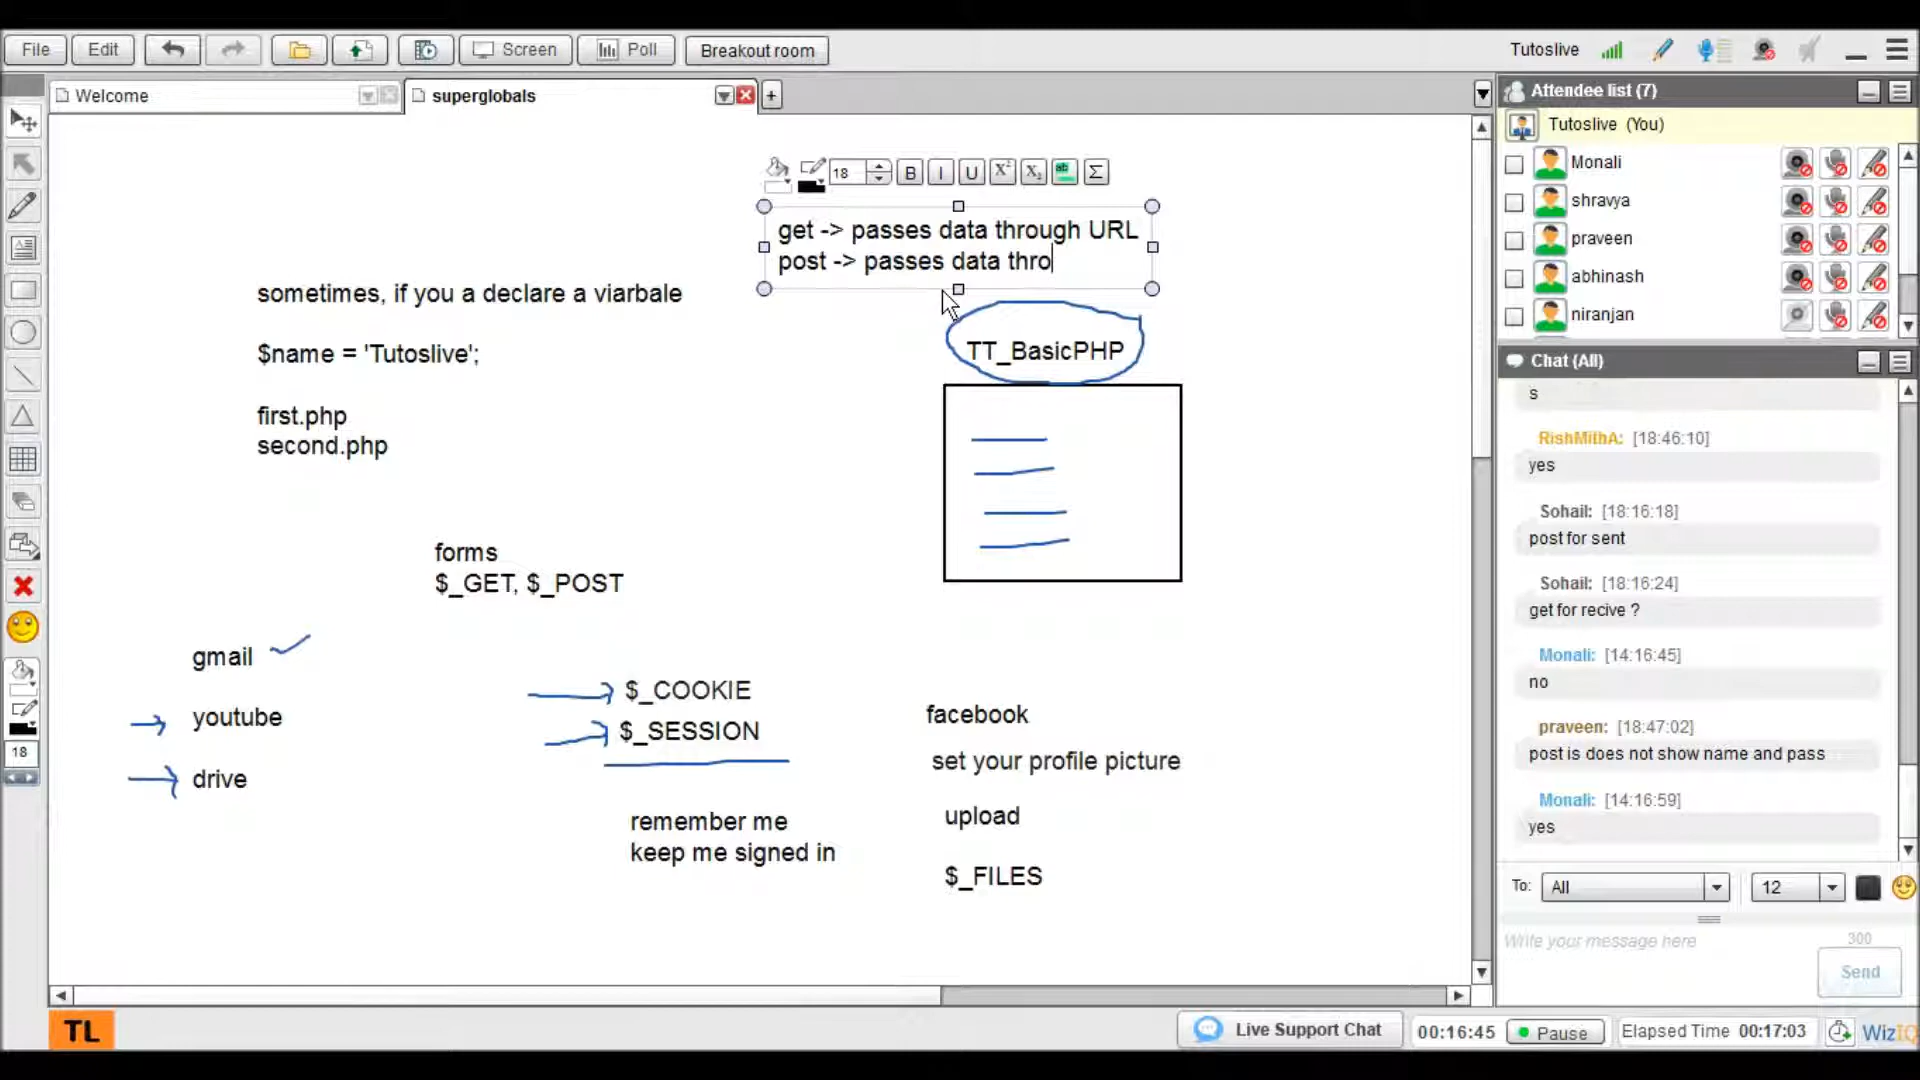 File
Edit
Screen
Poll
Breakout room
Tutoslive
Welcome
superglobals
18
B
I
U
X²
X₂
ab
Σ
get -> passes data through URL
post -> passes data thro
sometimes, if you a declare a viarbale
$name = 'Tutoslive';
first.php
second.php
TT_BasicPHP
forms
$_GET, $_POST
gmail
youtube
drive
$_COOKIE
$_SESSION
remember me
keep me signed in
facebook
set your profile picture
upload
$_FILES
18
Attendee list (7)
Tutoslive (You)
Monali
shravya
praveen
abhinash
niranjan
Chat (All)
s
RishMithA: [18:46:10]
yes
Sohail: [18:16:18]
post for sent
Sohail: [18:16:24]
get for recive ?
Monali: [14:16:45]
no
praveen: [18:47:02]
post is does not show name and pass
Monali: [14:16:59]
yes
To: All 12
Write your message here
300
Send
TL
Live Support Chat
00:16:45
Pause
Elapsed Time 00:17:03
WizIQ